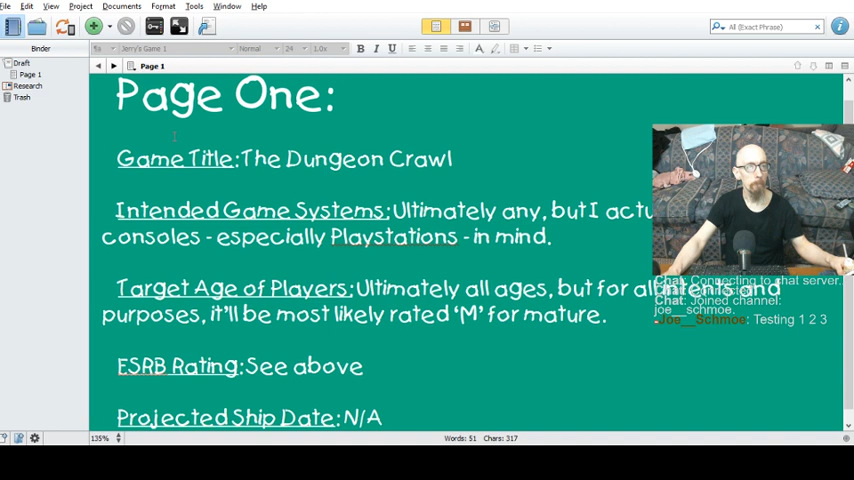 File Edit View Project Documents Format Tools Window Help
All (Exact Phrase)
Binder
Jerry's Game 1 Normal 24 1.0x B I U A
Draft
Page 1
Research
Trash
Page 1
Page One:
Game Title:The Dungeon Crawl
Intended Game Systems:Ultimately any, but I actu
consoles - especially Playstations - in mind.
Target Age of Players:Ultimately all ages, but for all intents and
purposes, it'll be most likely rated 'M' for mature.
ESRB Rating:See above
Projected Ship Date:N/A
Chat: Connecting to chat server.
Chat:
Chat: Joined channel:
joe__schmoe.
Joe__Schmoe: Testing 1 2 3
135% Words: 51 Chars: 317